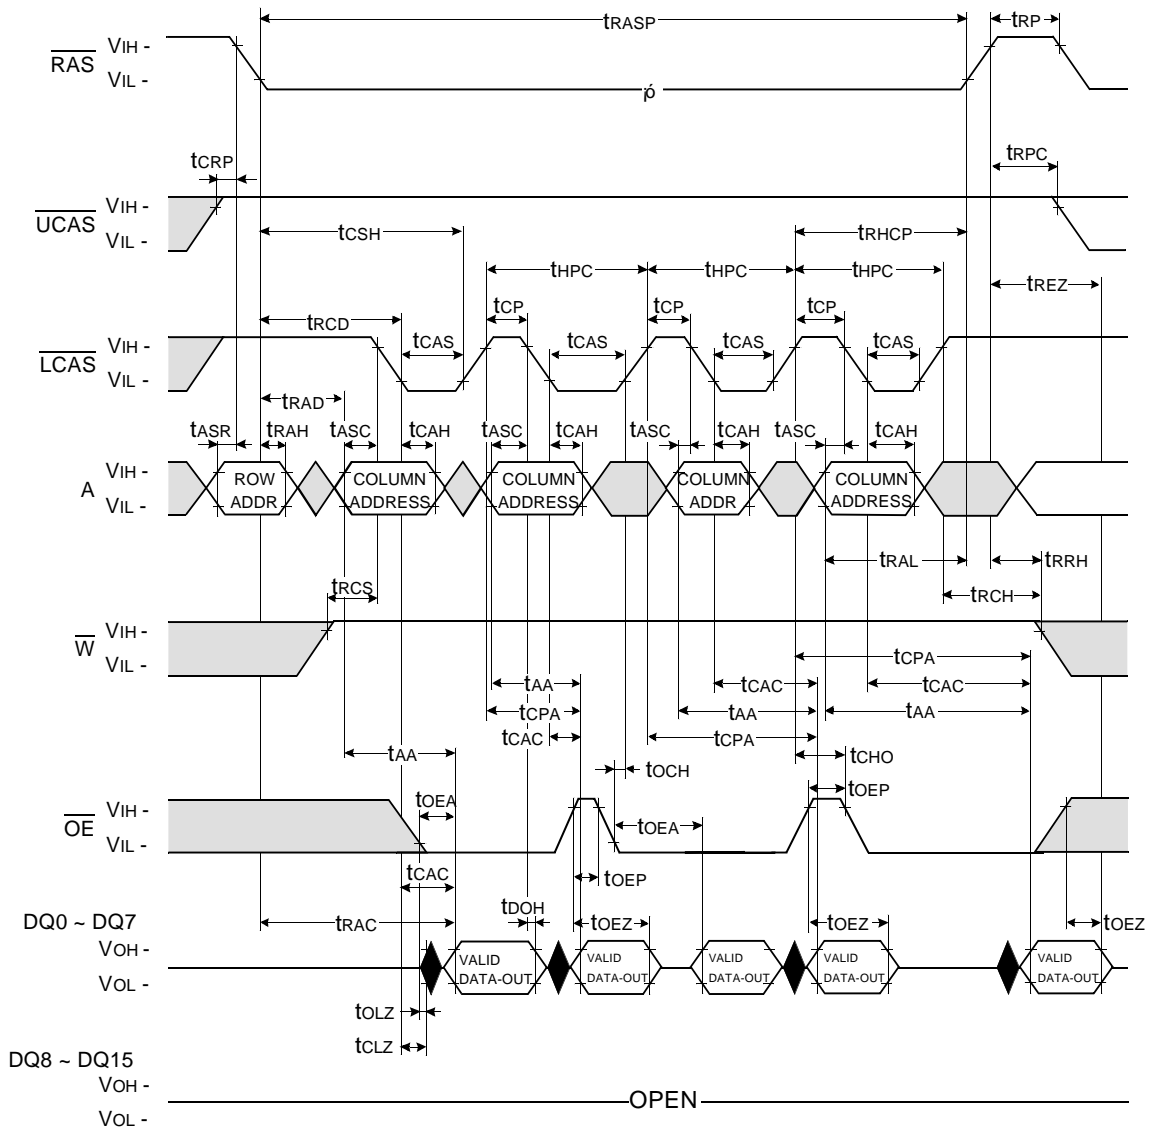 tRASP tRP
RAS VIH -
VIL -
tCRP tRPC
UCAS VIH -
VIL -
tCSH tRHCP
tHPC tHPC tHPC tREZ
tRCD tCP tCP tCP
LCAS VIH -
VIL -
tCAS tCAS tCAS tCAS
tRAD
tASR tRAH tASC tCAH tASC tCAH tASC tCAH tASC tCAH
A VIH -
VIL -
ROW
ADDR
COLUMN
ADDRESS
COLUMN
ADDRESS
COLUMN
ADDR
COLUMN
ADDRESS
tRAL tRRH
tRCS tRCH
W VIH -
VIL -
tCPA
tAA tCAC tCAC
tCPA tAA tAA
tCAC tCPA
tAA tCHO
tOCH tOEP
OE VIH -
VIL -
tOEA tOEA
tCAC tOEP
DQ0 ~ DQ7
tRAC tDOH tOEZ tOEZ tOEZ
VOH -
VOL -
VALID
DATA-OUT
VALID
DATA-OUT
VALID
DATA-OUT
VALID
DATA-OUT
VALID
DATA-OUT
tOLZ
tCLZ
DQ8 ~ DQ15
VOH -
VOL -
OPEN